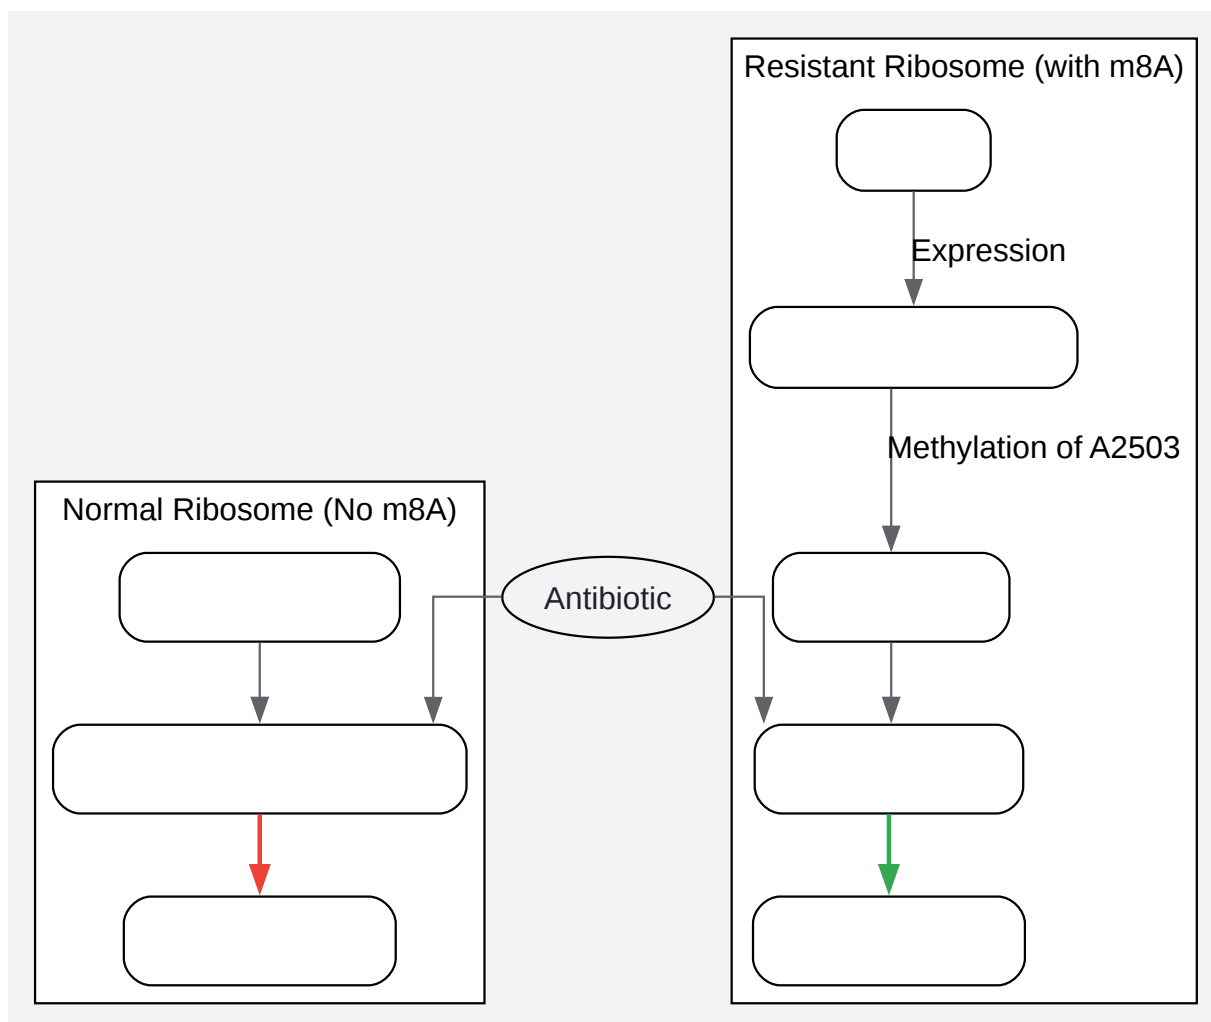 Resistant Ribosome (with m8A)
Expression
Methylation of A2503
Normal Ribosome (No m8A)
Antibiotic